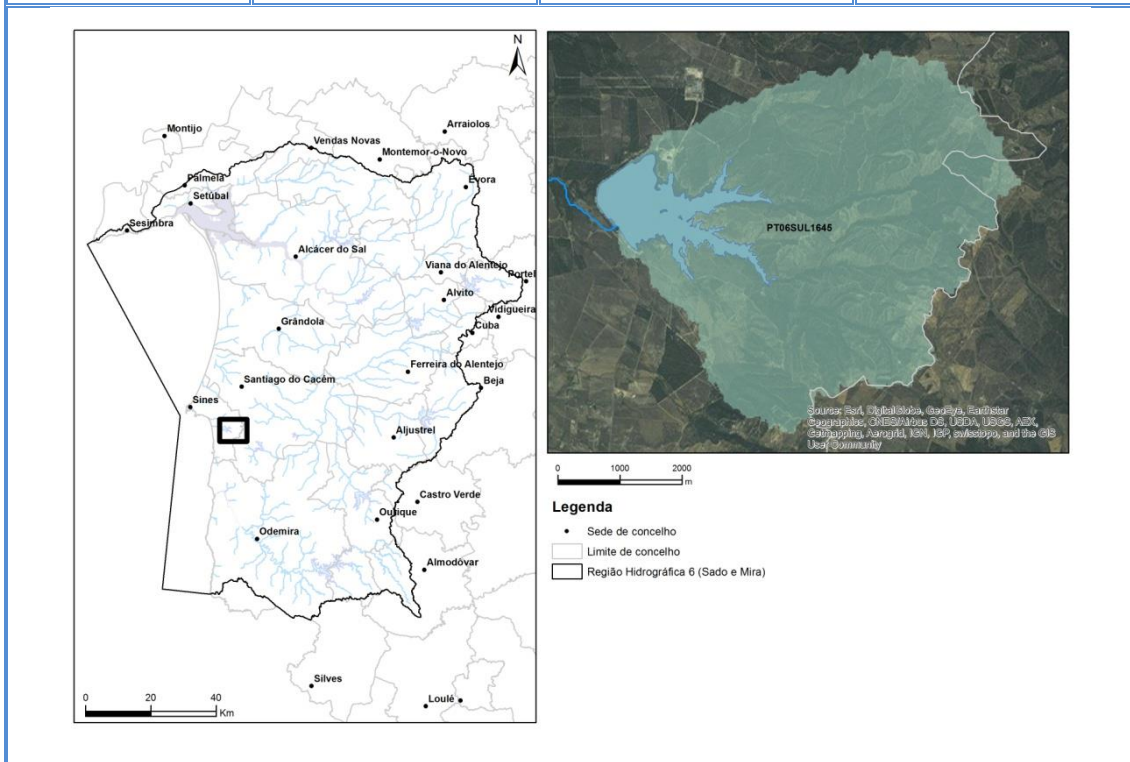 N
Montijo
Arraiolos
Vendas Novas
Montemor-o-Novo
Palmela
Évora
Setúbal
Sesimbra
Alcácer do Sal
Viana do Alentejo
Portel
Alvito
Vidigueira
Grândola
Cuba
Ferreira do Alentejo
Santiago do Cacém
Beja
Sines
Aljustrel
Castro Verde
Ourique
Odemira
Almodôvar
Silves
Loulé
0 20 40
Km
PT06SUL1645
Source: Esri, DigitalGlobe, GeoEye, Earthstar
Geographics, CNES/Airbus DS, USDA, USGS, AEX,
Getmapping, Aerogrid, IGN, IGP, swisstopo, and the GIS
User Community
0 1000 2000
m
Legenda
Sede de concelho
Limite de concelho
Região Hidrográfica 6 (Sado e Mira)